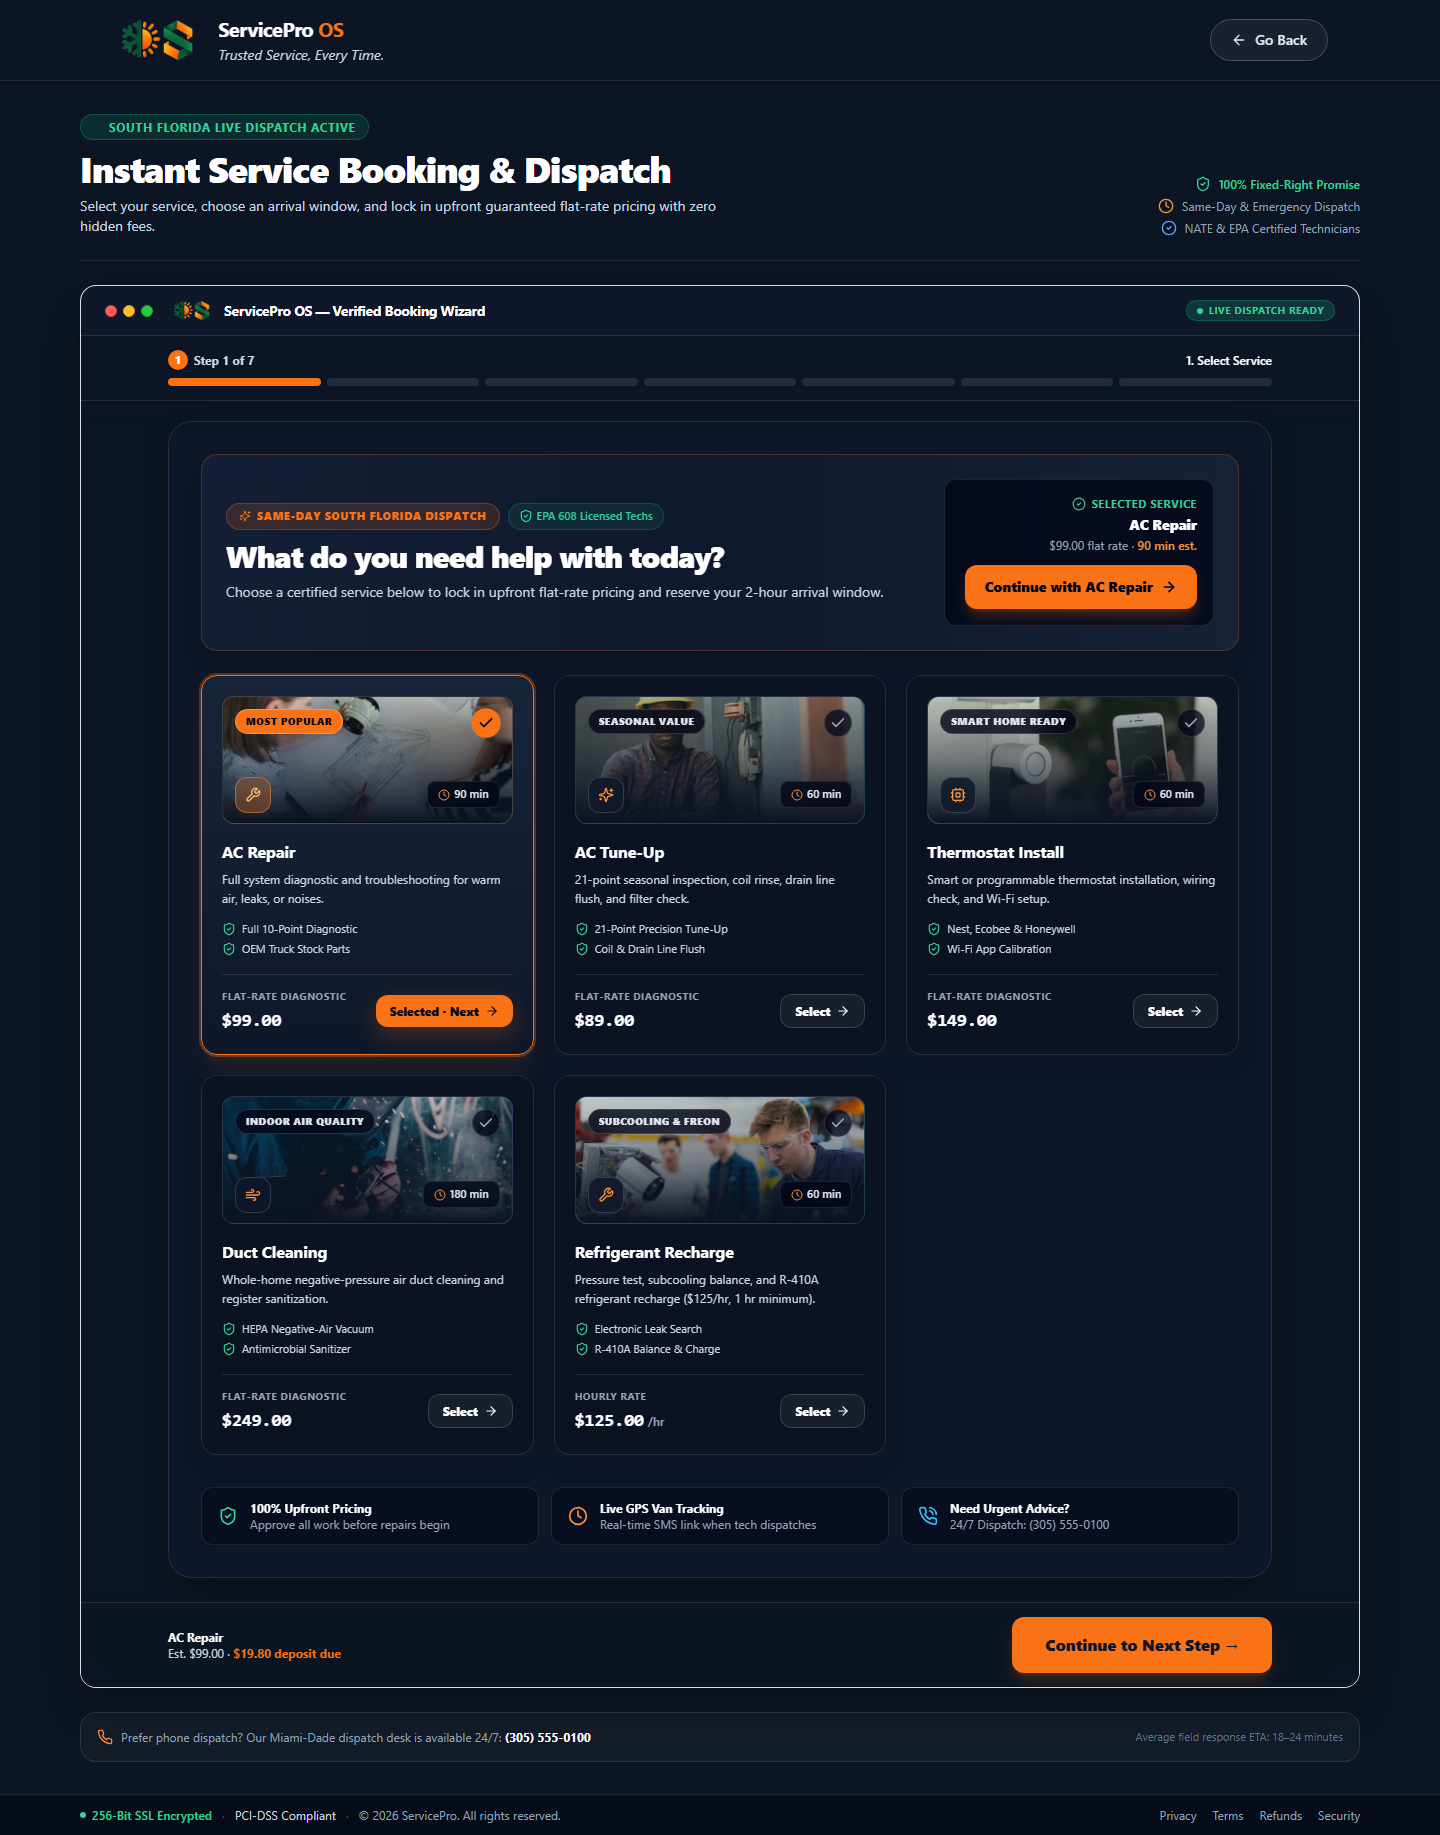 ServicePro OS
Trusted Service, Every Time.
Go Back
SOUTH FLORIDA LIVE DISPATCH ACTIVE
Instant Service Booking & Dispatch
Select your service, choose an arrival window, and lock in upfront guaranteed flat-rate pricing with zero
hidden fees.
100% Fixed-Right Promise
Same-Day & Emergency Dispatch
NATE & EPA Certified Technicians
ServicePro OS — Verified Booking Wizard
LIVE DISPATCH READY
1 Step 1 of 7
1. Select Service
SAME-DAY SOUTH FLORIDA DISPATCH
EPA 608 Licensed Techs
What do you need help with today?
Choose a certified service below to lock in upfront flat-rate pricing and reserve your 2-hour arrival window.
SELECTED SERVICE
AC Repair
$99.00 flat rate · 90 min est.
Continue with AC Repair →
MOST POPULAR
90 min
AC Repair
Full system diagnostic and troubleshooting for warm
air, leaks, or noises.
Full 10-Point Diagnostic
OEM Truck Stock Parts
FLAT-RATE DIAGNOSTIC
$99.00
Selected · Next →
SEASONAL VALUE
60 min
AC Tune-Up
21-point seasonal inspection, coil rinse, drain line
flush, and filter check.
21-Point Precision Tune-Up
Coil & Drain Line Flush
FLAT-RATE DIAGNOSTIC
$89.00
Select →
SMART HOME READY
60 min
Thermostat Install
Smart or programmable thermostat installation, wiring
check, and Wi-Fi setup.
Nest, Ecobee & Honeywell
Wi-Fi App Calibration
FLAT-RATE DIAGNOSTIC
$149.00
Select →
INDOOR AIR QUALITY
180 min
Duct Cleaning
Whole-home negative-pressure air duct cleaning and
register sanitization.
HEPA Negative-Air Vacuum
Antimicrobial Sanitizer
FLAT-RATE DIAGNOSTIC
$249.00
Select →
SUBCOOLING & FREON
60 min
Refrigerant Recharge
Pressure test, subcooling balance, and R-410A
refrigerant recharge ($125/hr, 1 hr minimum).
Electronic Leak Search
R-410A Balance & Charge
HOURLY RATE
$125.00 /hr
Select →
100% Upfront Pricing
Approve all work before repairs begin
Live GPS Van Tracking
Real-time SMS link when tech dispatches
Need Urgent Advice?
24/7 Dispatch: (305) 555-0100
AC Repair
Est. $99.00 · $19.80 deposit due
Continue to Next Step →
Prefer phone dispatch? Our Miami-Dade dispatch desk is available 24/7: (305) 555-0100
Average field response ETA: 18–24 minutes
256-Bit SSL Encrypted · PCI-DSS Compliant · © 2026 ServicePro. All rights reserved.
Privacy Terms Refunds Security